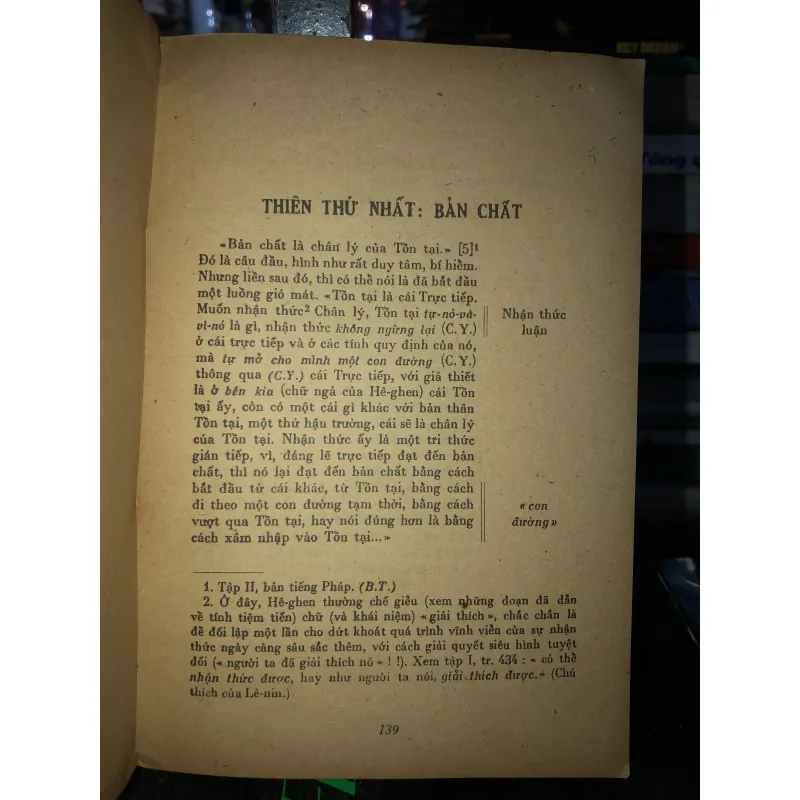 THIÊN THỨ NHẤT: BẢN CHẤT
«Bản chất là chân lý của Tồn tại.» [5]¹
Đó là câu đầu, hình như rất duy tâm, bí hiểm.
Nhưng liền sau đó, thì có thể nói là đã bắt đầu
một luồng gió mát. «Tồn tại là cái Trực tiếp.
Muốn nhận thức² Chân lý, Tồn tại tự-nó-và-
vì-nó là gì, nhận thức không ngừng lại (C.Y.)
ở cái trực tiếp và ở các tính quy định của nó,
mà tự mở cho mình một con đường (C.Y.)
thông qua (C.Y.) cái Trực tiếp, với giả thiết
là ở bên kia (chữ ngả của Hê-ghen) cái Tồn
tại ấy, còn có một cái gì khác với bản thân
Tồn tại, một thứ hậu trường, cái sẽ là chân lý
của Tồn tại. Nhận thức ấy là một tri thức
gián tiếp, vì, đáng lẽ trực tiếp đạt đến bản
chất, thì nó lại đạt đến bản chất bằng cách
bắt đầu từ cái khác, từ Tồn tại, bằng cách
đi theo một con đường tạm thời, bằng cách
vượt qua Tồn tại, hay nói đúng hơn là bằng
cách xâm nhập vào Tồn tại...»
Nhận thức
luận
«con
đường»
1. Tập II, bản tiếng Pháp. (B.T.)
2. Ở đây, Hê-ghen thường chế giễu (xem những đoạn đã dẫn
về tính tiệm tiến) chữ (và khái niệm) «giải thích», chắc chắn là
để đối lập một lần cho dứt khoát quá trình vĩnh viễn của sự nhận
thức ngày càng sâu sắc thêm, với cách giải quyết siêu hình tuyệt
đối («người ta đã giải thích nó» ! !). Xem tập I, tr. 434 : «có thể
nhận thức được, hay như người ta nói, giải thích được.» (Chú
thích của Lê-nin.)
139